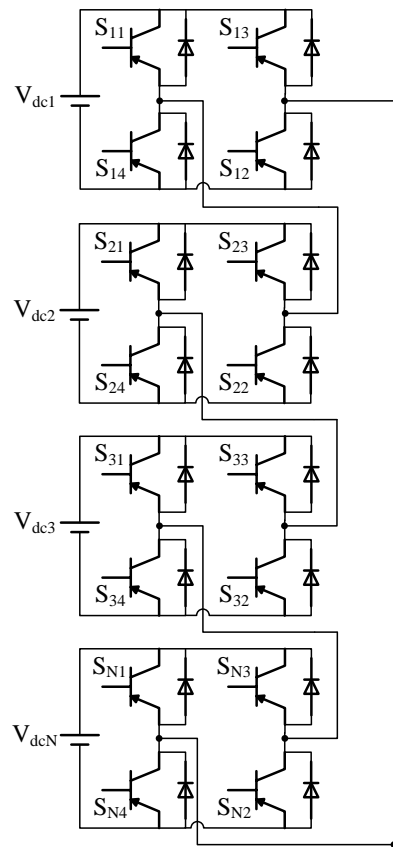 S11 S13
Vdc1
S14 S12
S21 S23
Vdc2
S24 S22
S31 S33
Vdc3
S34 S32
SN1 SN3
VdcN
SN4 SN2